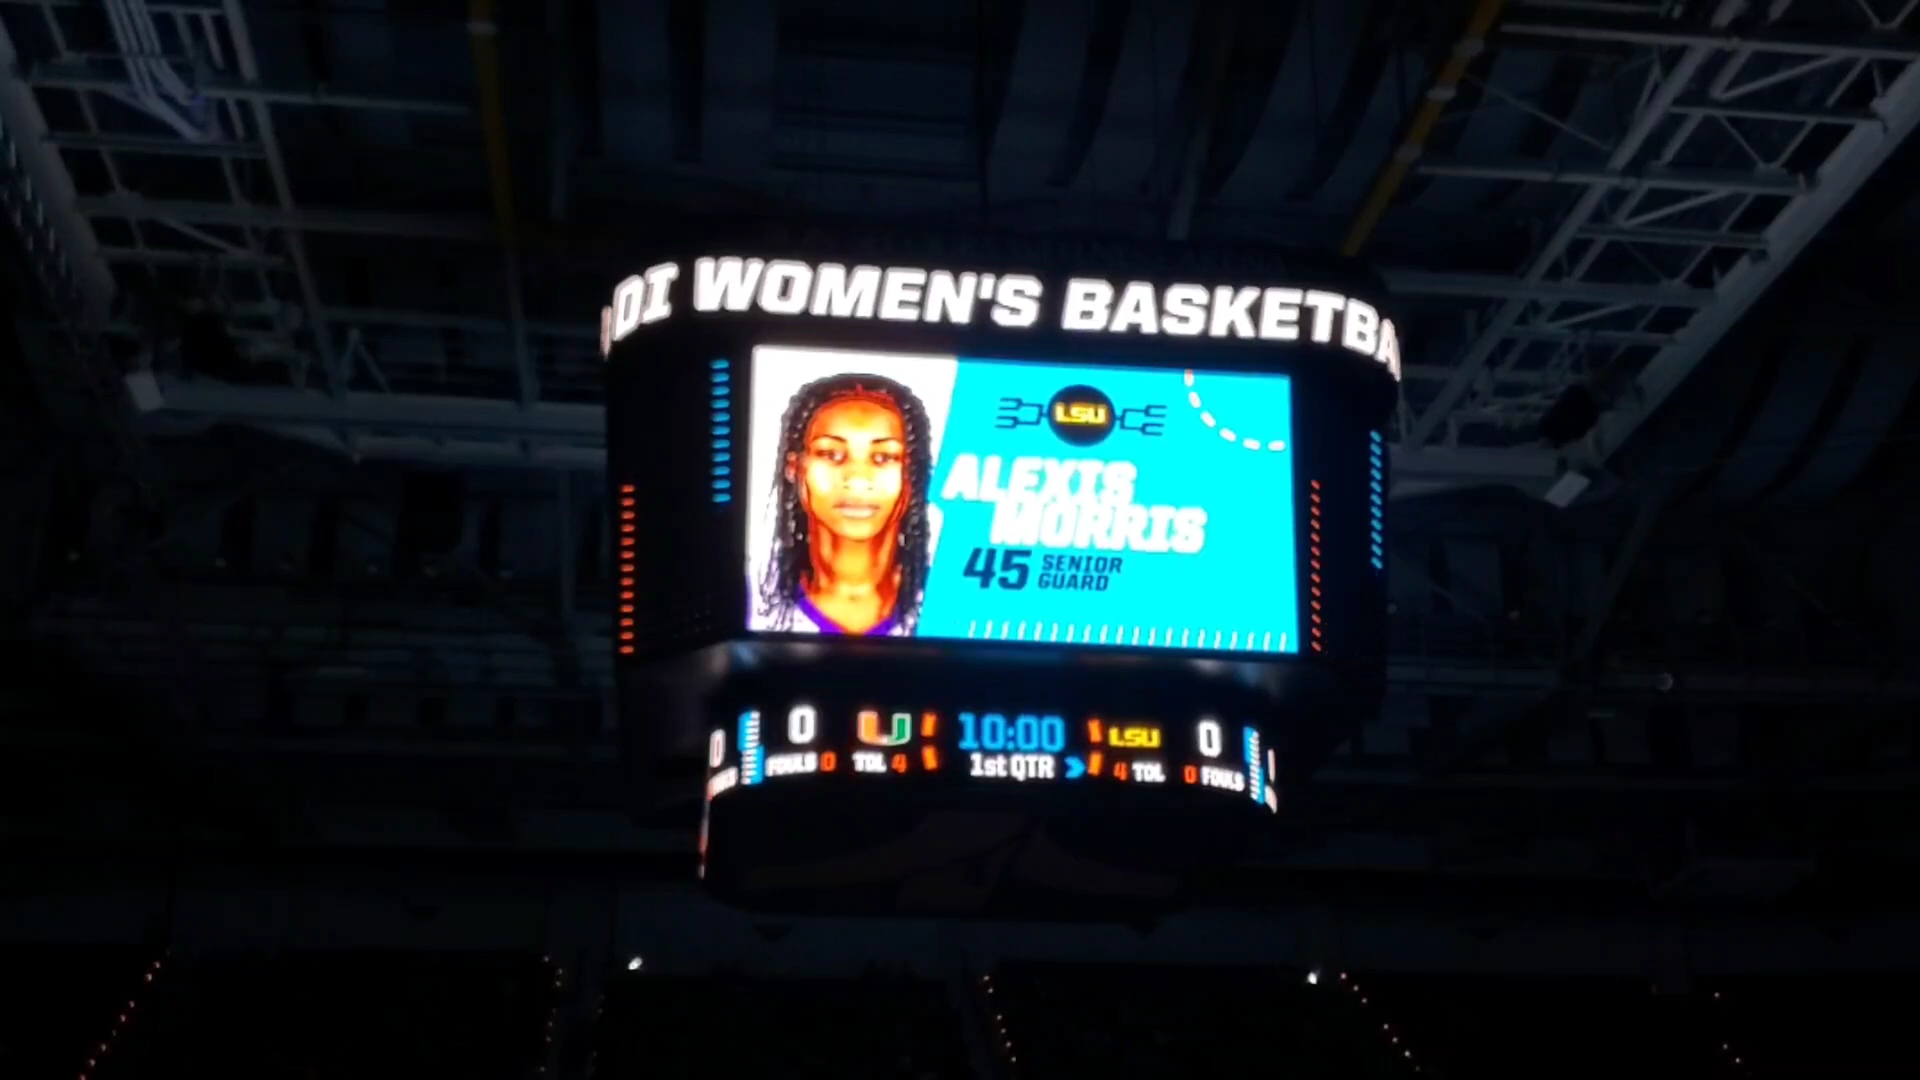 DI WOMEN'S BASKETBA
LSU
ALEXIS
MORRIS
45 SENIOR
GUARD
0 U 10:00 LSU 0
FOULS 0 TOL 4 1st QTR 4 TOL 0 FOULS